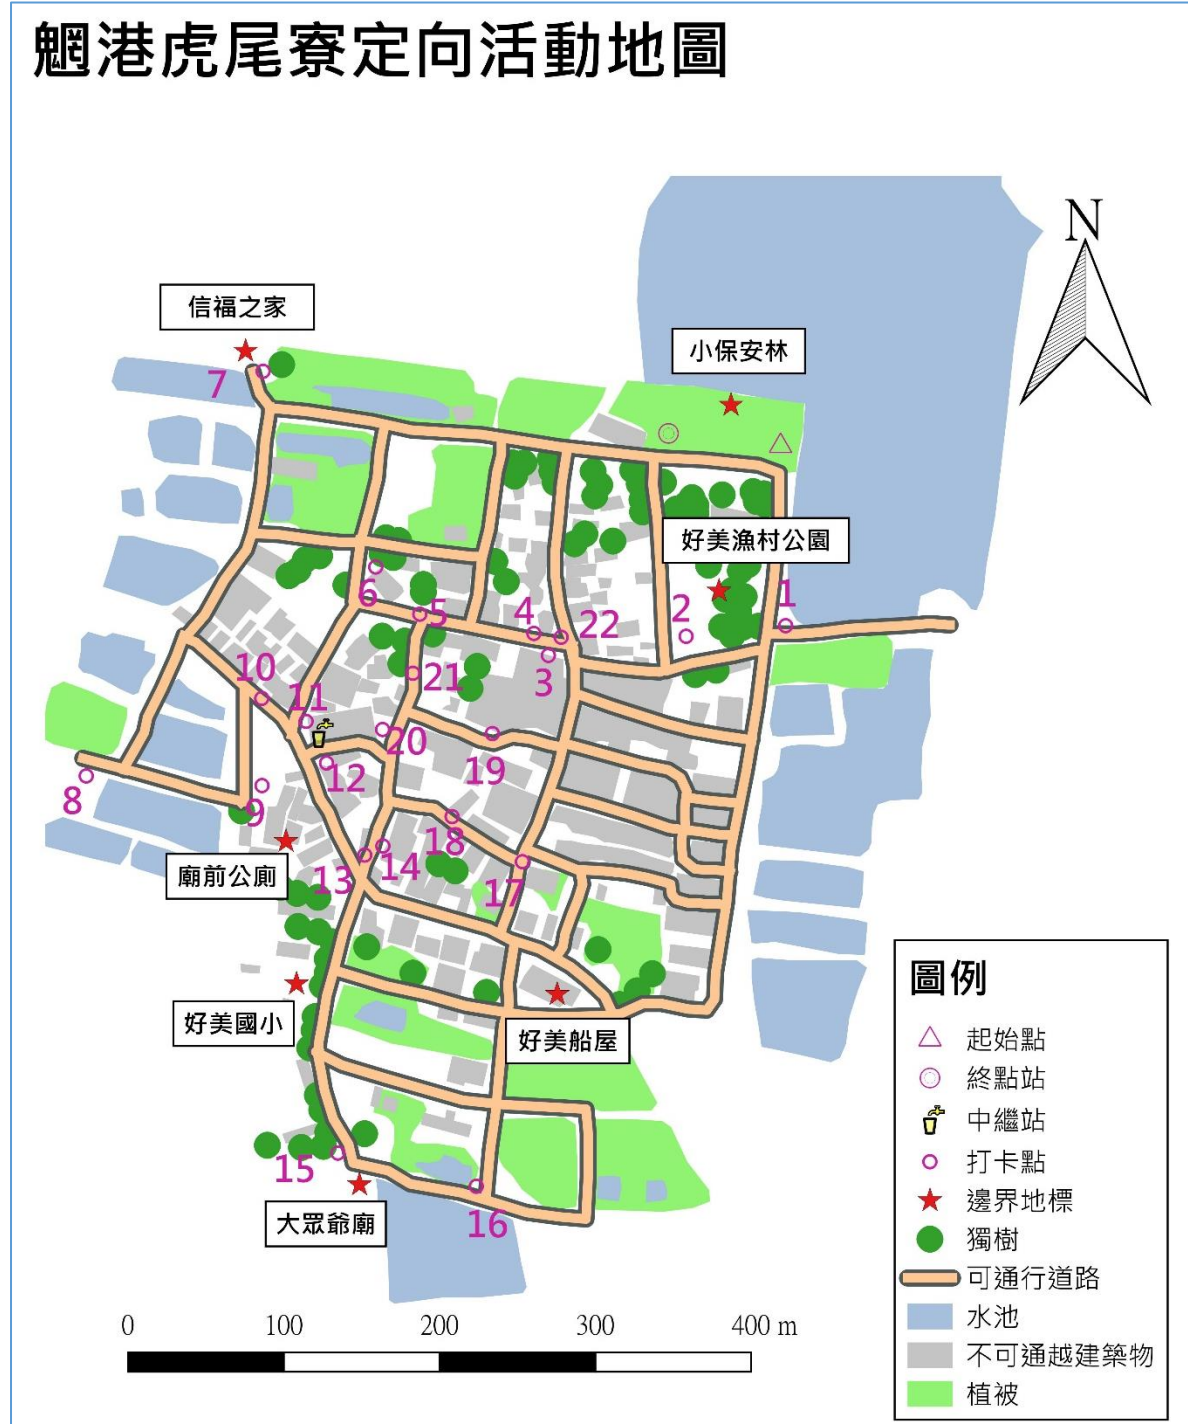 魍港虎尾寮定向活動地圖
N
信福之家
小保安林
7
好美漁村公園
1
6
5
4
22
2
3
10
11
21
20
19
8
9
12
18
廟前公廁
13
14
17
好美國小
好美船屋
15
大眾爺廟
16
圖例
起始點
終點站
中繼站
打卡點
邊界地標
獨樹
可通行道路
水池
不可通越建築物
植被
0 100 200 300 400 m